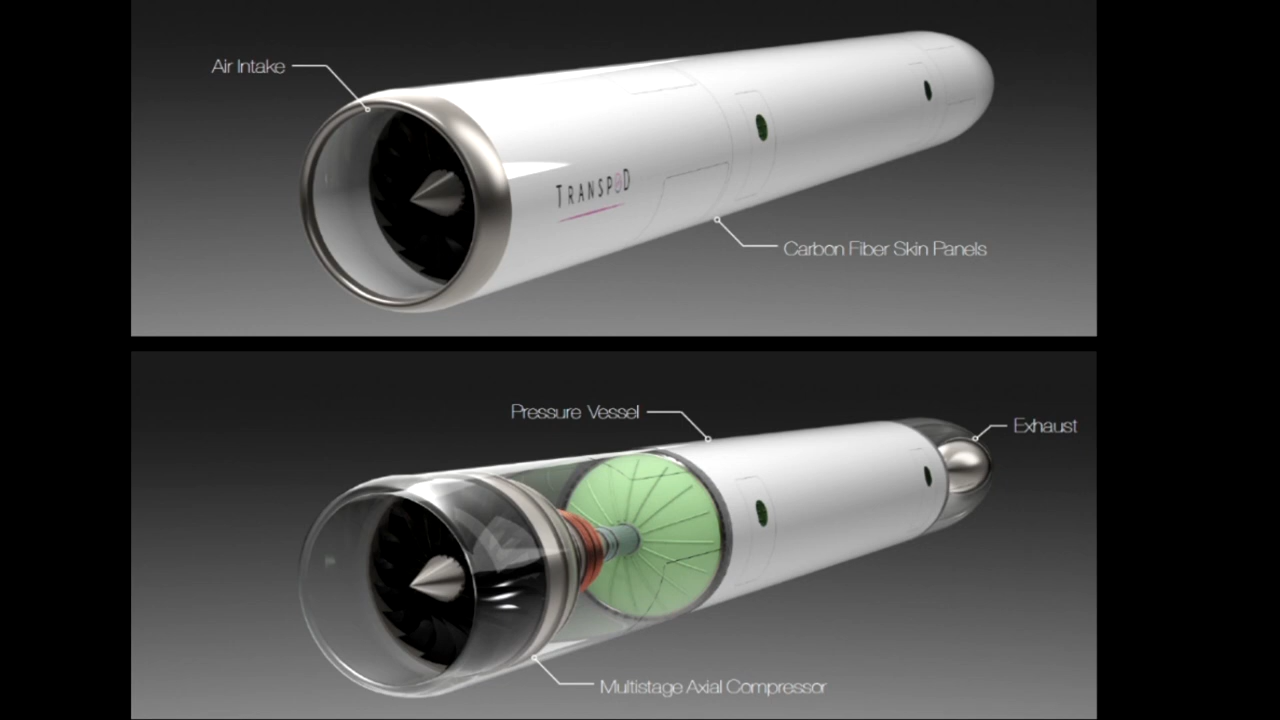 Air Intake
TRANSPOD
Carbon Fiber Skin Panels
Pressure Vessel
Exhaust
Multistage Axial Compressor